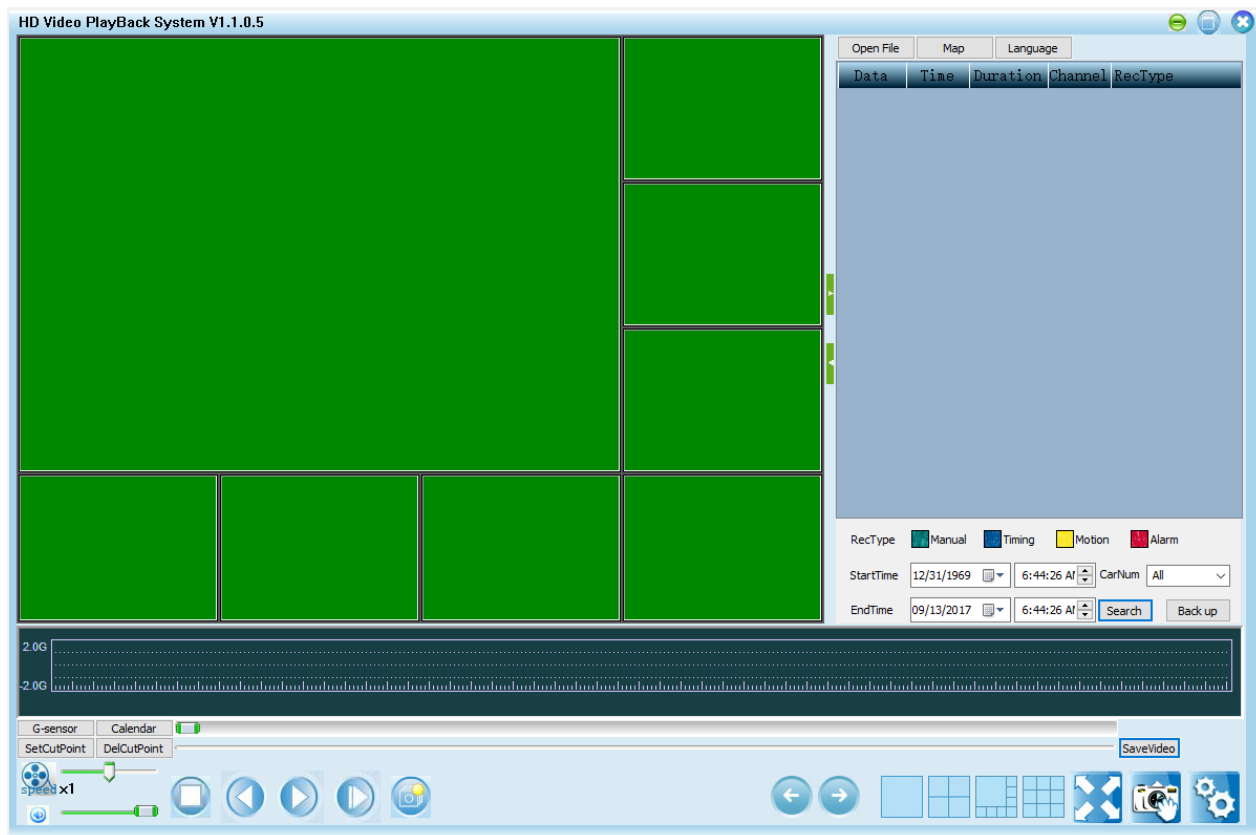 HD Video PlayBack System V1.1.0.5
Open File Map Language
Data Time Duration Channel RecType
RecType Manual Timing Motion Alarm
StartTime 12/31/1969 6:44:26 AM CarNum All
EndTime 09/13/2017 6:44:26 AM Search Back up
2.0G
-2.0G
G-sensor Calendar
SetCutPoint DelCutPoint SaveVideo
speed x1